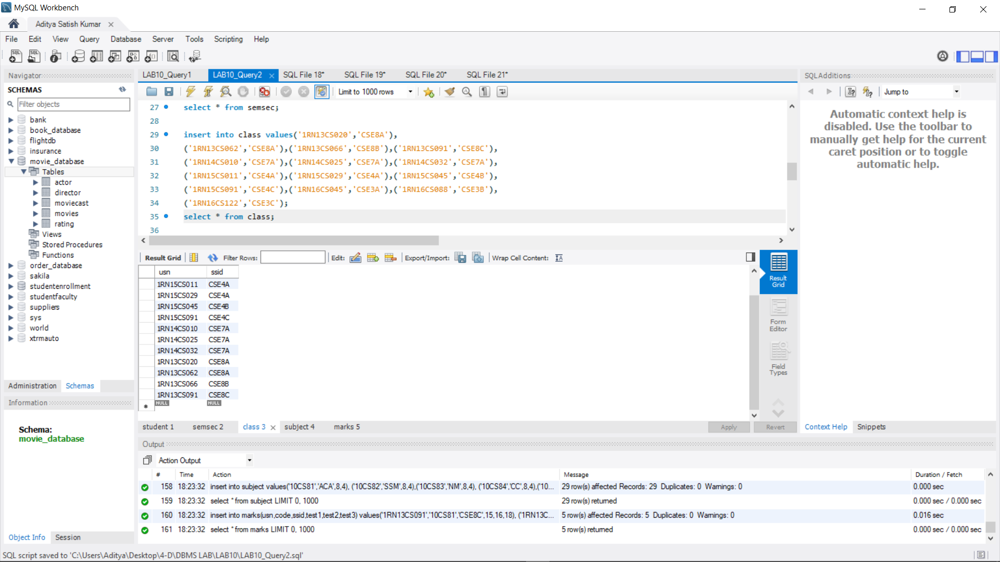 MySQL Workbench
Aditya Satish Kumar
File Edit View Query Database Server Tools Scripting Help
Navigator
SCHEMAS
Filter objects
bank
book_database
flightdb
insurance
movie_database
Tables
actor
director
moviecast
movies
rating
Views
Stored Procedures
Functions
order_database
sakila
studentenrollment
studentfaculty
suppliers
sys
world
xtrmauto
Administration Schemas
Information
Schema:
movie_database
Object Info Session
LAB10_Query1 LAB10_Query2 SQL File 18* SQL File 19* SQL File 20* SQL File 21*
Limit to 1000 rows
27 select * from semsec;
28
29 insert into class values('1RN13CS020','CSE8A'),
30 ('1RN13CS062','CSE8A'),('1RN13CS066','CSE8B'),('1RN13CS091','CSE8C'),
31 ('1RN14CS010','CSE7A'),('1RN14CS025','CSE7A'),('1RN14CS032','CSE7A'),
32 ('1RN15CS011','CSE4A'),('1RN15CS029','CSE4A'),('1RN15CS045','CSE4B'),
33 ('1RN15CS091','CSE4C'),('1RN16CS045','CSE3A'),('1RN16CS088','CSE3B'),
34 ('1RN16CS122','CSE3C');
35 select * from class;
36
Result Grid Filter Rows: Edit: Export/Import: Wrap Cell Content:
usn ssid
1RN15CS011 CSE4A
1RN15CS029 CSE4A
1RN15CS045 CSE4B
1RN15CS091 CSE4C
1RN14CS010 CSE7A
1RN14CS025 CSE7A
1RN14CS032 CSE7A
1RN13CS020 CSE8A
1RN13CS062 CSE8A
1RN13CS066 CSE8B
1RN13CS091 CSE8C
NULL NULL
Result
Grid
Form
Editor
Field
Types
student 1 semsec 2 class 3 subject 4 marks 5 Apply Revert
SQLAdditions
Jump to
Automatic context help is
disabled. Use the toolbar to
manually get help for the current
caret position or to toggle
automatic help.
Context Help Snippets
Output
Action Output
# Time Action Message Duration / Fetch
158 18:23:32 insert into subject values('10CS81','ACA',8,4), ('10CS82','SSM',8,4),('10CS83','NM',8,4), ('10CS84','CC',8,4),('10... 29 row(s) affected Records: 29 Duplicates: 0 Warnings: 0 0.000 sec
159 18:23:32 select * from subject LIMIT 0, 1000 29 row(s) returned 0.000 sec / 0.000 sec
160 18:23:32 insert into marks(usn,code,ssid,test1,test2,test3) values('1RN13CS091','10CS81','CSE8C',15,16,18), ('1RN13C... 5 row(s) affected Records: 5 Duplicates: 0 Warnings: 0 0.016 sec
161 18:23:32 select * from marks LIMIT 0, 1000 5 row(s) returned 0.000 sec / 0.000 sec
SQL script saved to 'C:\Users\Aditya\Desktop\4-D\DBMS LAB\LAB10\LAB10_Query2.sql'